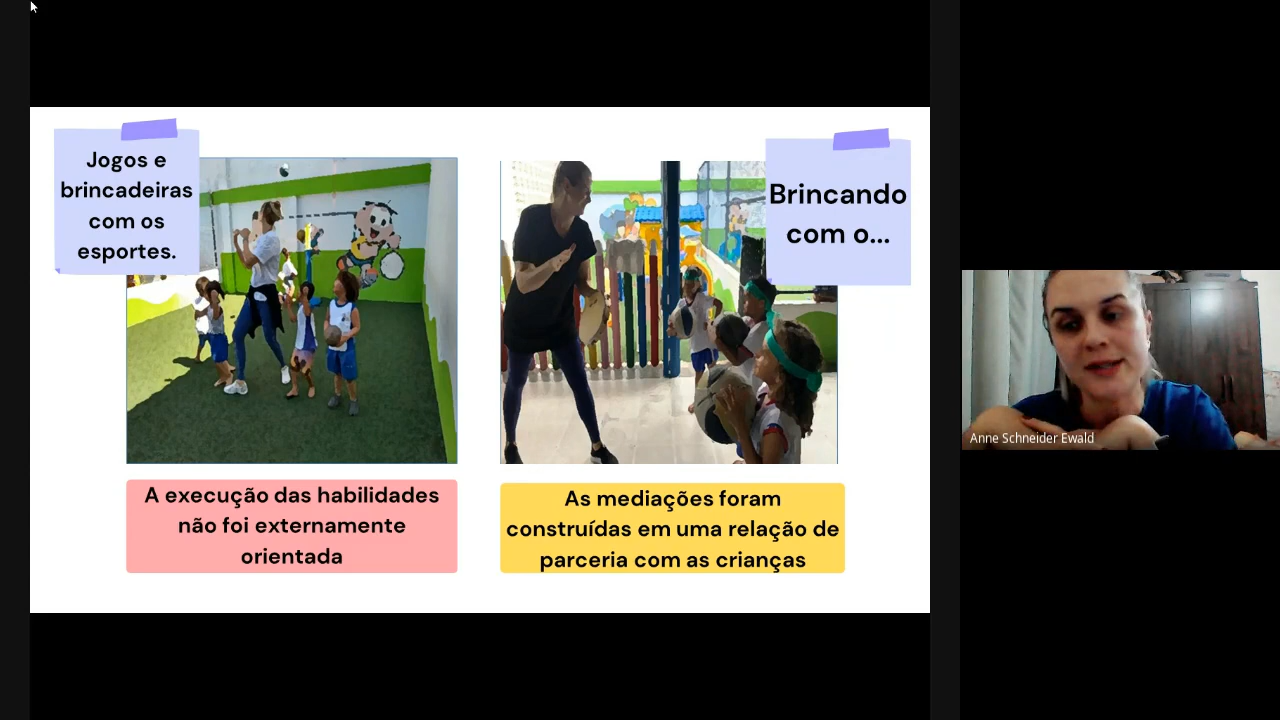 Jogos e
brincadeiras
com os
esportes.
Brincando
com o...
A execução das habilidades
não foi externamente
orientada
As mediações foram
construídas em uma relação de
parceria com as crianças
Anne Schneider Ewald